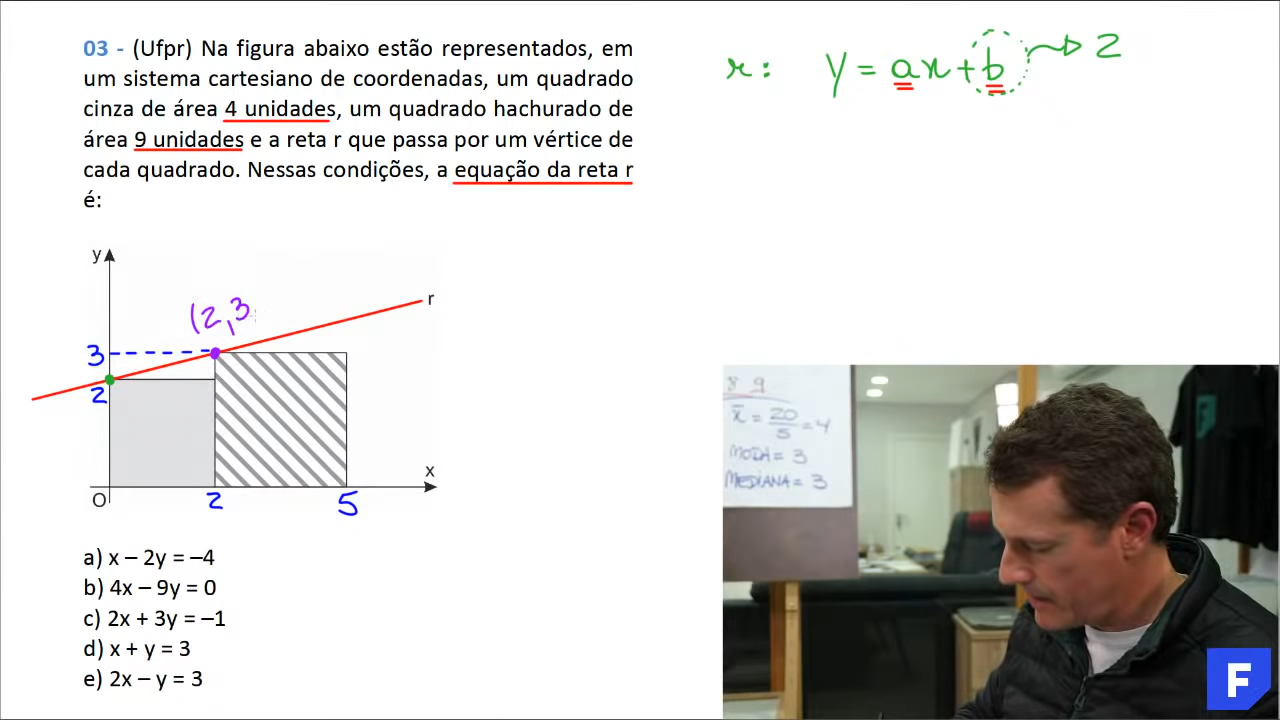 03 - (Ufpr) Na figura abaixo estão representados, em
um sistema cartesiano de coordenadas, um quadrado
cinza de área 4 unidades, um quadrado hachurado de
área 9 unidades e a reta r que passa por um vértice de
cada quadrado. Nessas condições, a equação da reta r
é:
r: y = ax + b 2
y
r
(2,3
3
2
x
O 2 5
a) x – 2y = –4
b) 4x – 9y = 0
c) 2x + 3y = –1
d) x + y = 3
e) 2x – y = 3
8 9
x̄ = 20/5 = 4
MODA = 3
MEDIANA = 3
F